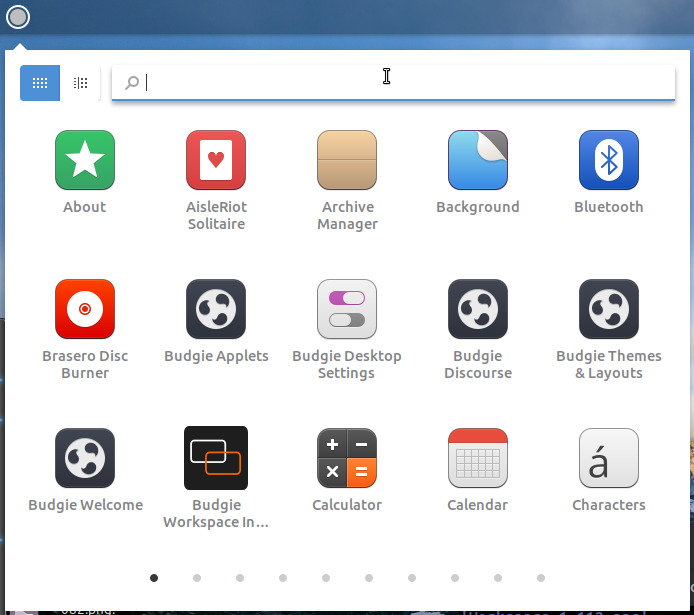 About
AisleRiot
Solitaire
Archive
Manager
Background
Bluetooth
Brasero Disc
Burner
Budgie Applets
Budgie Desktop
Settings
Budgie
Discourse
Budgie Themes
& Layouts
Budgie Welcome
Budgie
Workspace In...
Calculator
Calendar
á
Characters